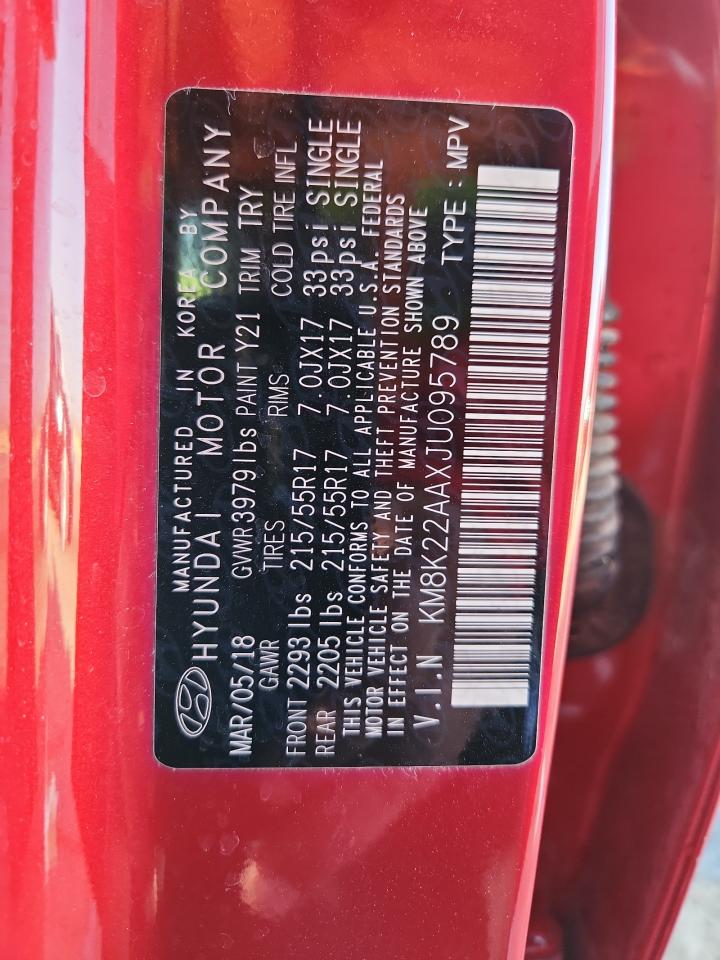 MANUFACTURED IN KOREA BY
HYUNDAI MOTOR COMPANY
MAR/05/18 GVWR 3979 lbs PAINT Y21 TRIM TRY
GAWR TIRES RIMS COLD TIRE INFL
FRONT 2293 lbs 215/55R17 7.0JX17 33psi SINGLE
REAR 2205 lbs 215/55R17 7.0JX17 33psi SINGLE
THIS VEHICLE CONFORMS TO ALL APPLICABLE U.S.A. FEDERAL
MOTOR VEHICLE SAFETY AND THEFT PREVENTION STANDARDS
IN EFFECT ON THE DATE OF MANUFACTURE SHOWN ABOVE
V.I.N KM8K22AAXJU095789 TYPE: MPV